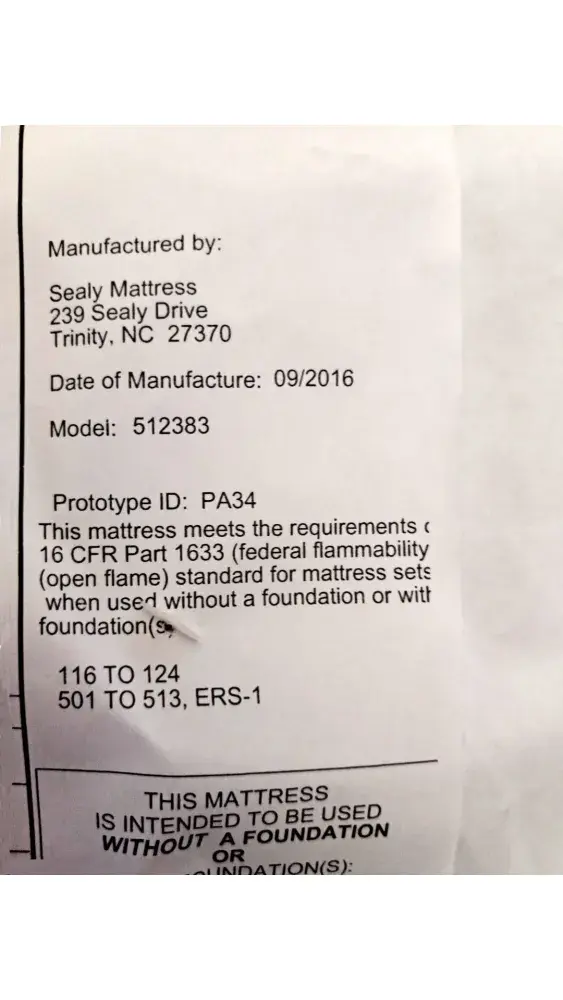 Manufactured by:
Sealy Mattress
239 Sealy Drive
Trinity, NC 27370
Date of Manufacture: 09/2016
Model: 512383
Prototype ID: PA34
This mattress meets the requirements
16 CFR Part 1633 (federal flammability
(open flame) standard for mattress sets
when used without a foundation or with
foundation(s)
116 TO 124
501 TO 513, ERS-1
THIS MATTRESS
IS INTENDED TO BE USED
WITHOUT A FOUNDATION
OR
FOUNDATION(S):